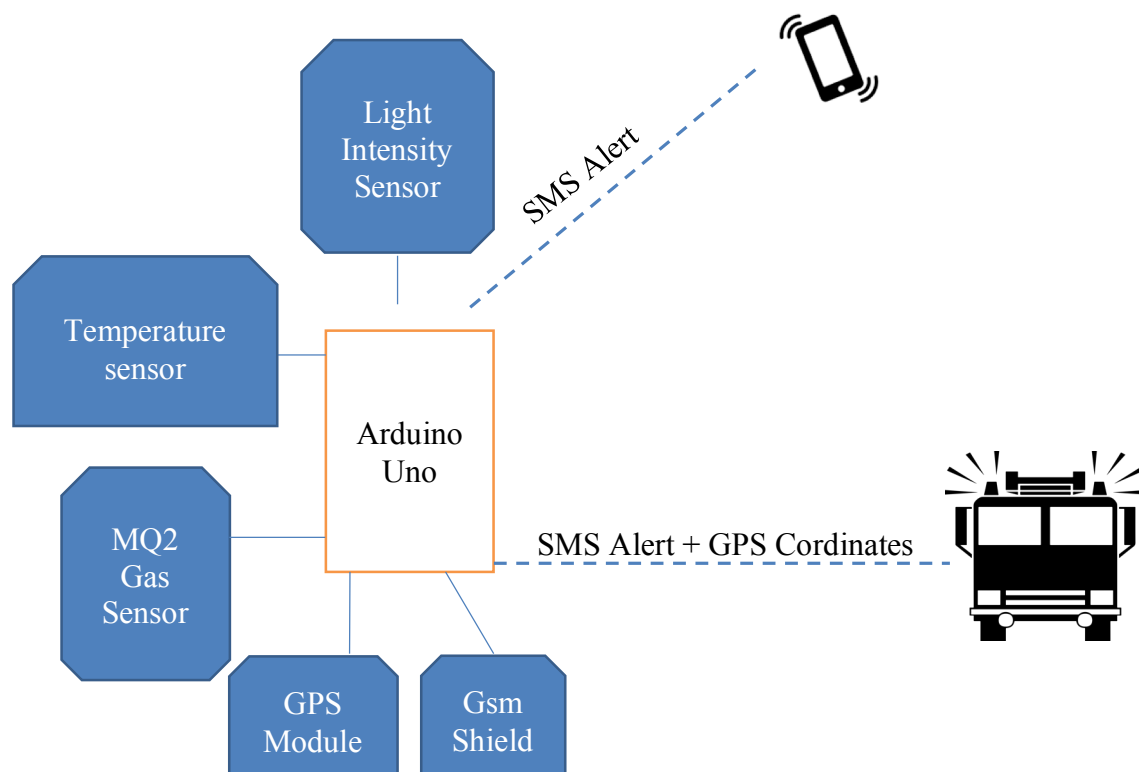 Light
Intensity
Sensor
SMS Alert
Temperature
sensor
Arduino
Uno
MQ2
Gas
Sensor
SMS Alert + GPS Cordinates
GPS
Module
Gsm
Shield